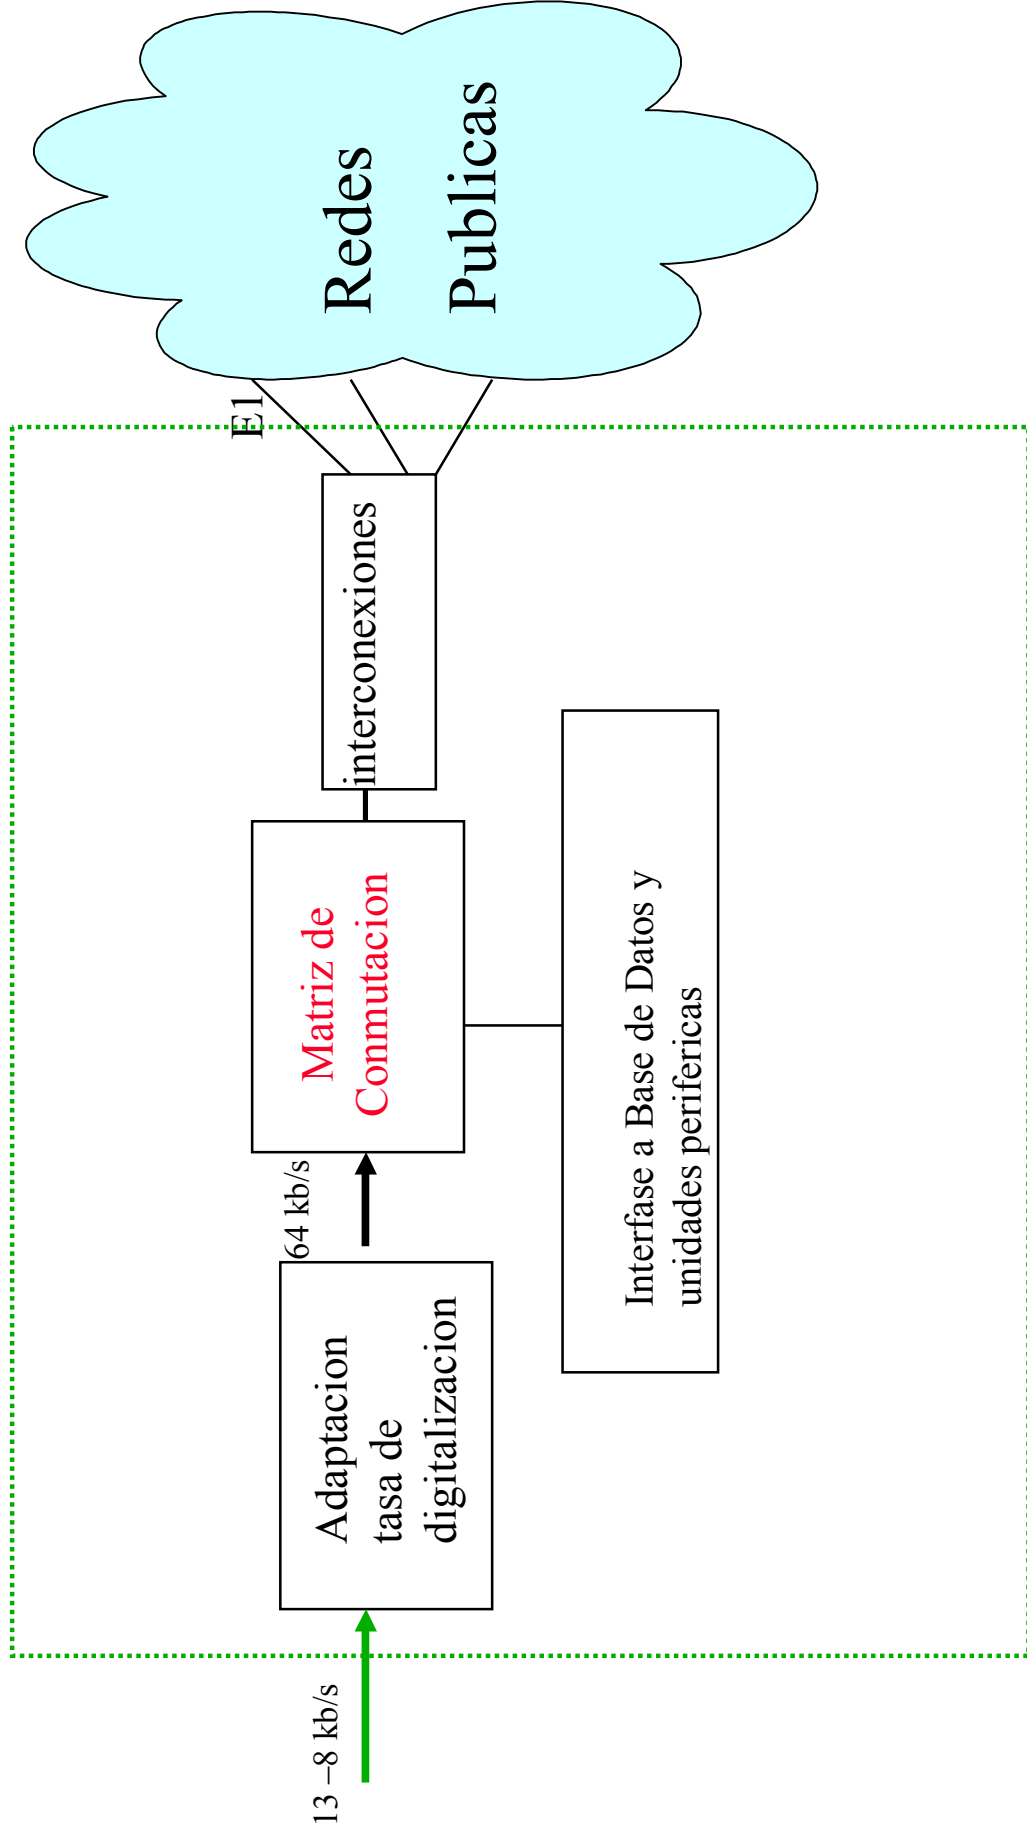 13 –8 kb/s
Adaptacion
tasa de
digitalizacion
64 kb/s
Matriz de
Conmutacion
interconexiones
E1
Redes
Publicas
Interfase a Base de Datos y
unidades perifericas